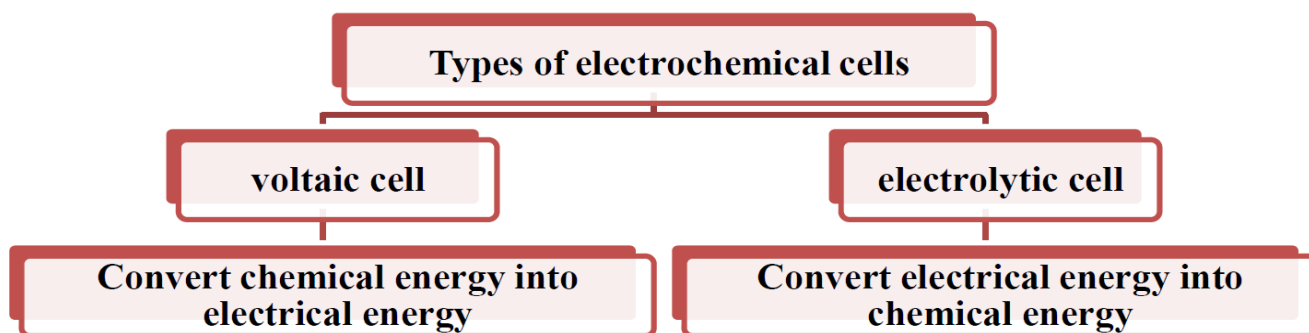 Types of electrochemical cells
voltaic cell
electrolytic cell
Convert chemical energy into
electrical energy
Convert electrical energy into
chemical energy